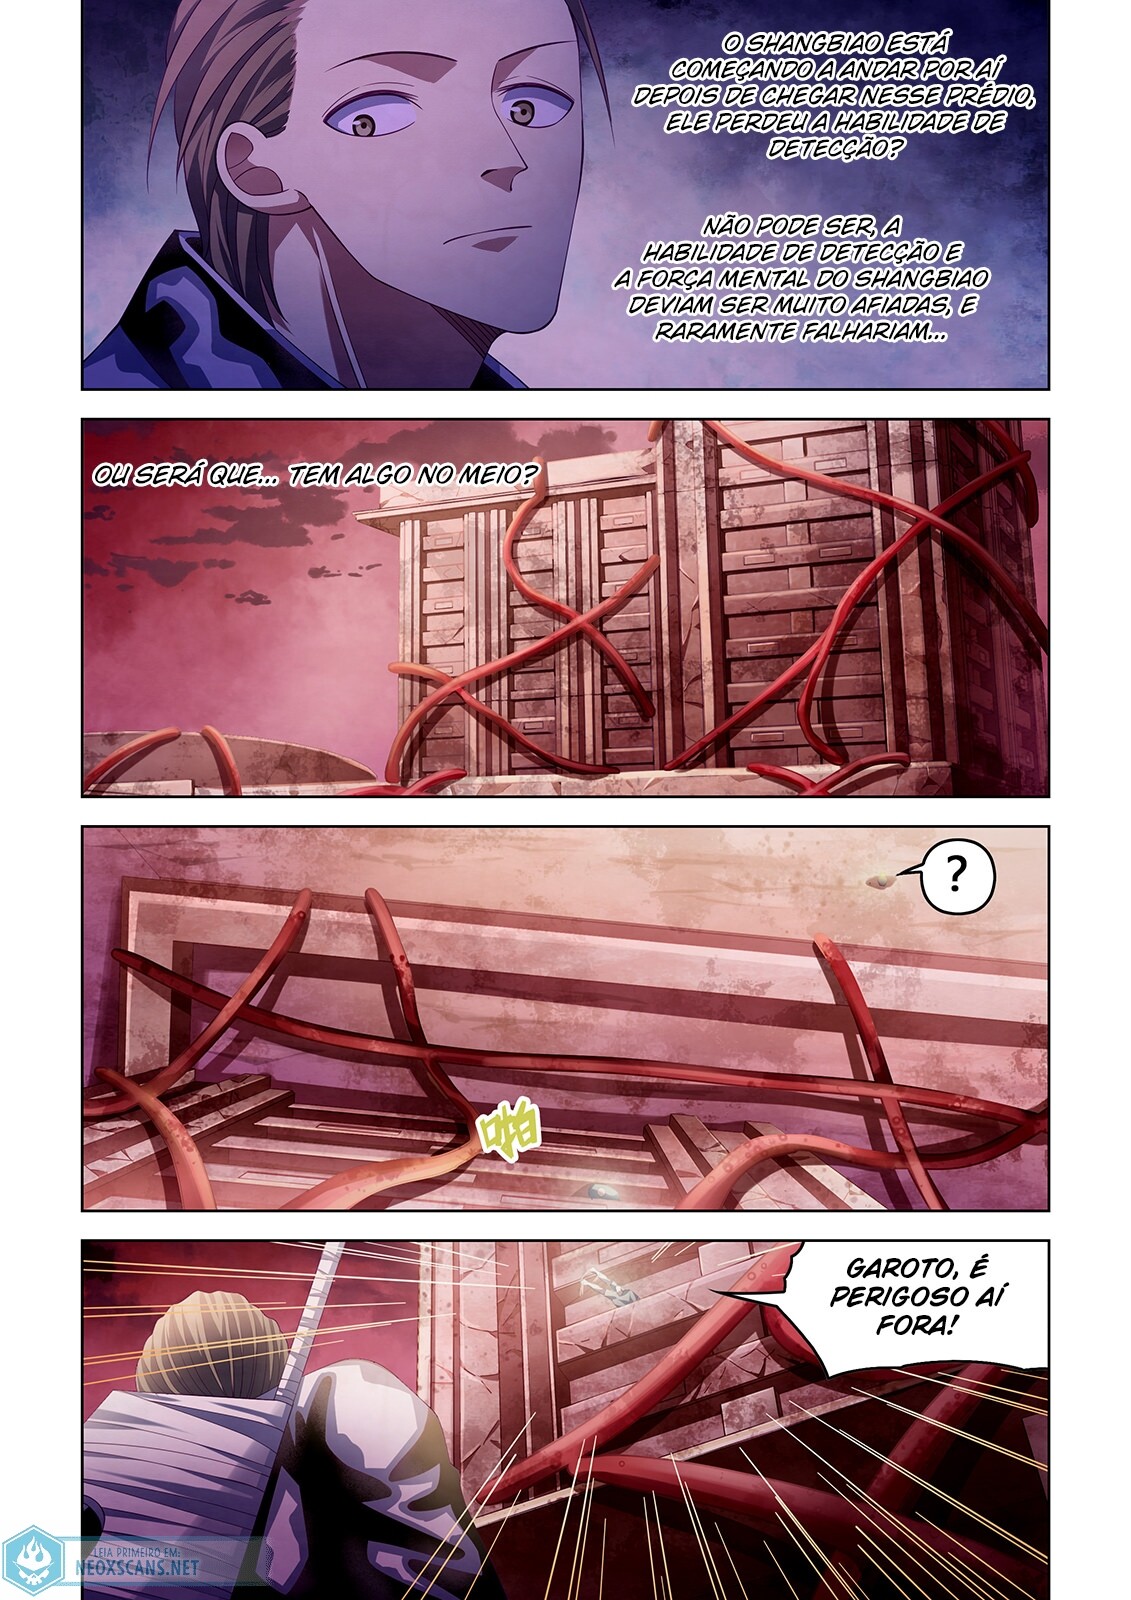 O SHANGBIAO ESTÁ
COMEÇANDO A ANDAR POR AÍ
DEPOIS DE CHEGAR NESSE PRÉDIO,
ELE PERDEU A HABILIDADE DE
DETECÇÃO?
NÃO PODE SER, A
HABILIDADE DE DETECÇÃO E
A FORÇA MENTAL DO SHANGBIAO
DEVIAM SER MUITO AFIADAS, E
RARAMENTE FALHARIAM...
OU SERÁ QUE... TEM ALGO NO MEIO?
?
啪
GAROTO, É
PERIGOSO AÍ
FORA!
LEIA PRIMEIRO EM:
NEOXSCANS.NET